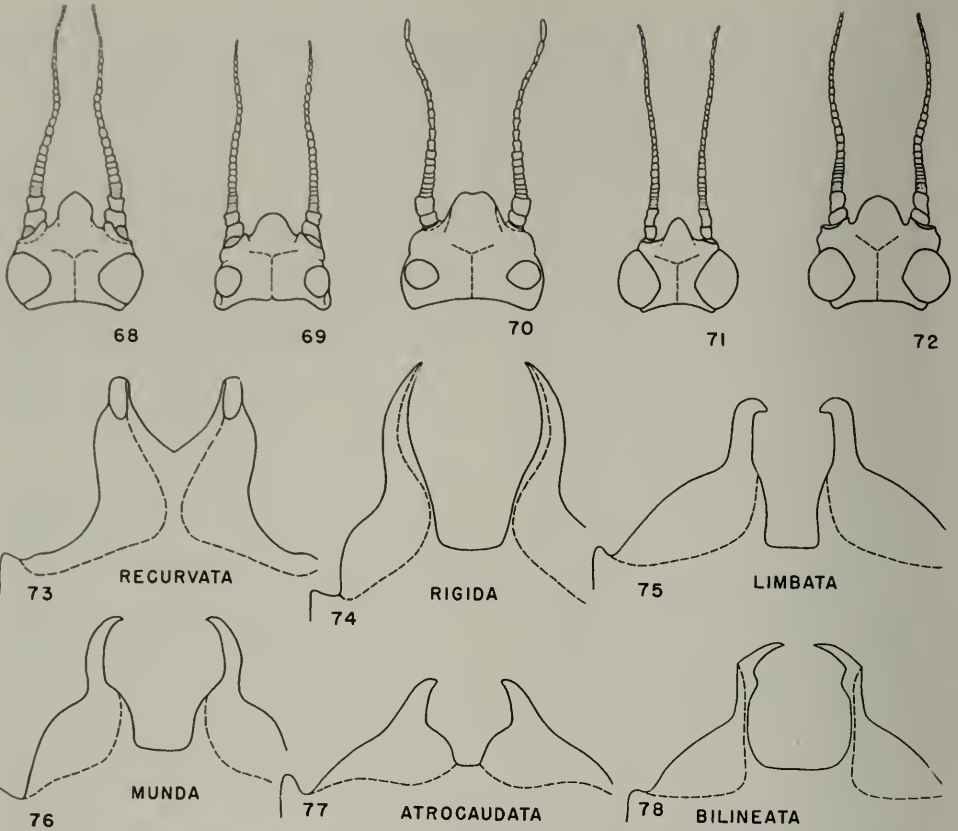 68
69
70
71
72
73
RECURVATA
74
RIGIDA
75
LIMBATA
76
MUNDA
77
ATROCAUDATA
78
BILINEATA